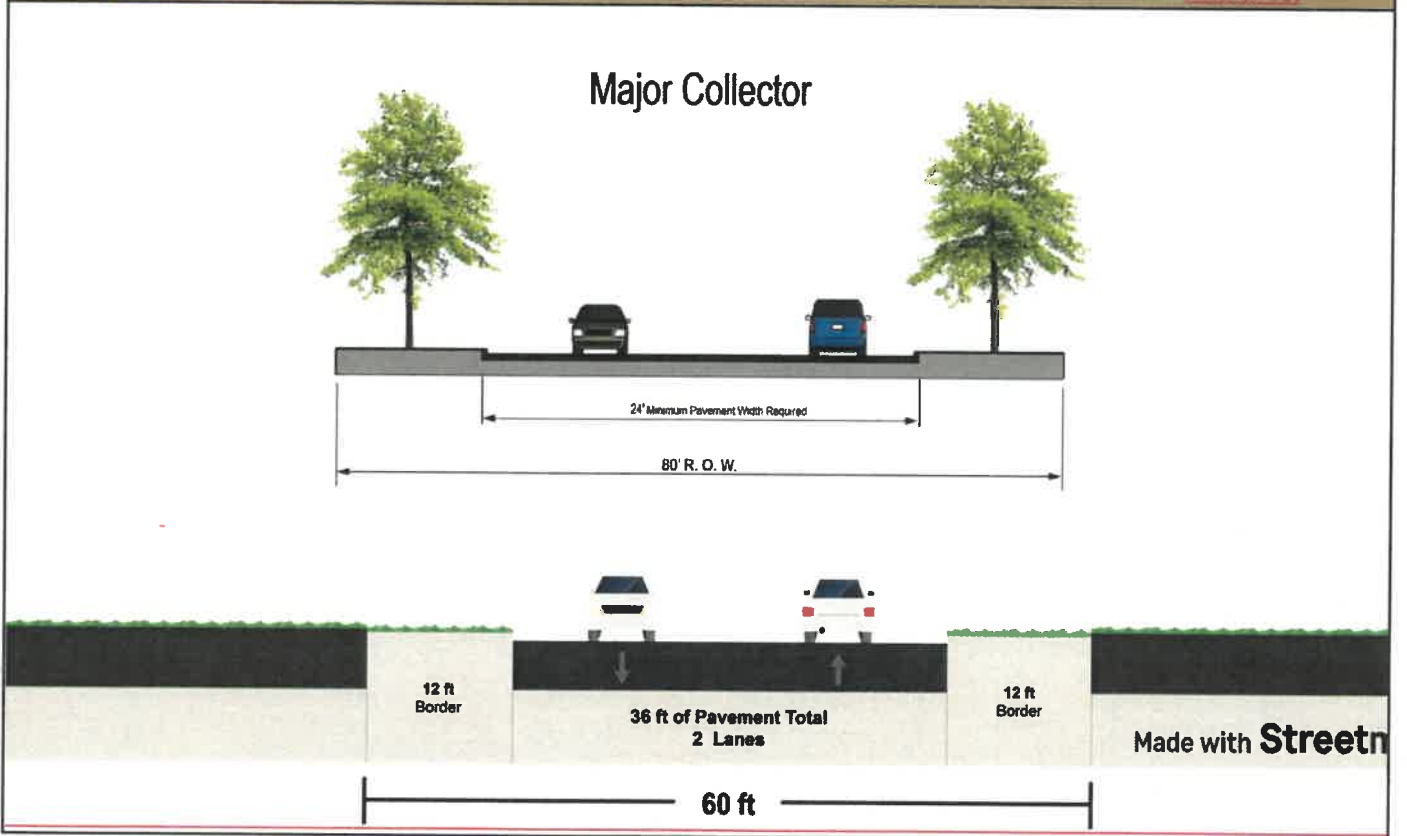 Major Collector
24' Minimum Pavement Width Required
80' R. O. W.
12 ft
Border
36 ft of Pavement Total
2 Lanes
12 ft
Border
Made with Streetm
60 ft